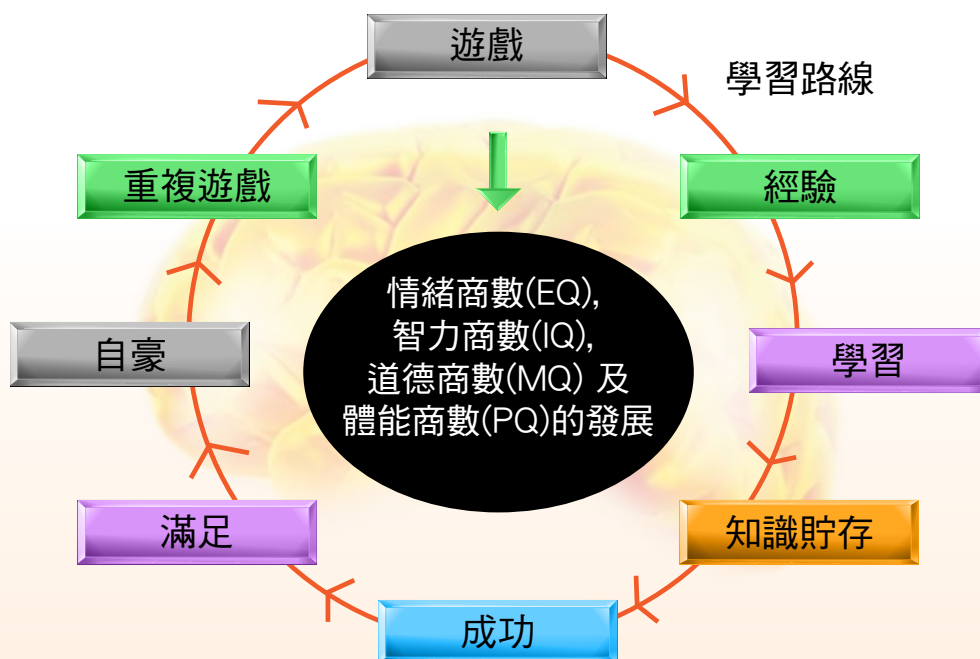 遊戲
學習路線
重複遊戲
經驗
情緒商數(EQ),
智力商數(IQ),
道德商數(MQ) 及
體能商數(PQ)的發展
自豪
學習
滿足
知識貯存
成功